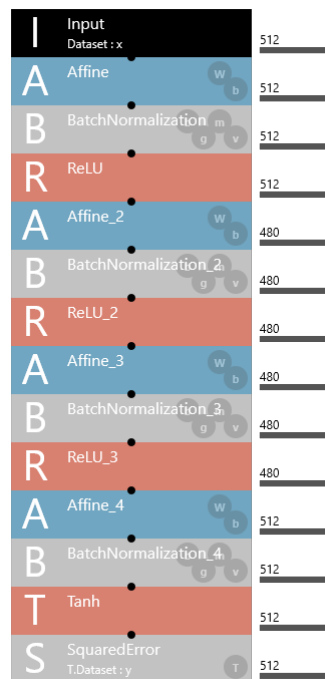 I Input
Dataset : x
512
A Affine W b
512
B BatchNormalization m g v
512
R ReLU
512
A Affine_2 W b
480
B BatchNormalization_2 g v
480
R ReLU_2
480
A Affine_3 W b
480
B BatchNormalization_3 g v
480
R ReLU_3
480
A Affine_4 W b
512
B BatchNormalization_4 g v
512
T Tanh
512
S SquaredError
T.Dataset : y T
512